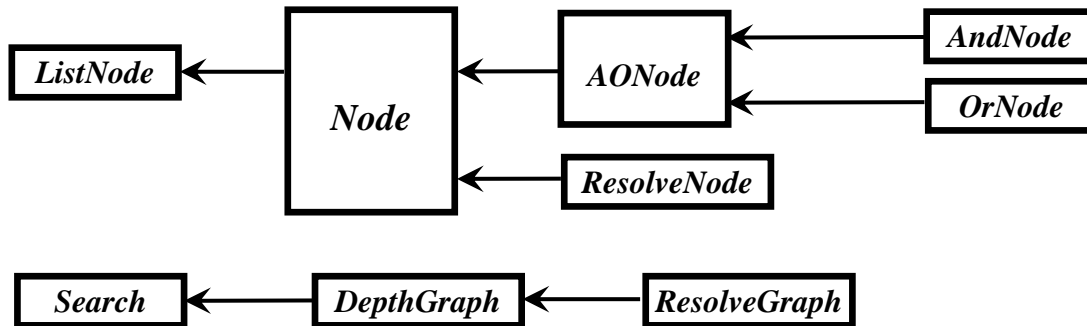 AndNode
ListNode
AONode
Node
OrNode
ResolveNode
Search
DepthGraph
ResolveGraph